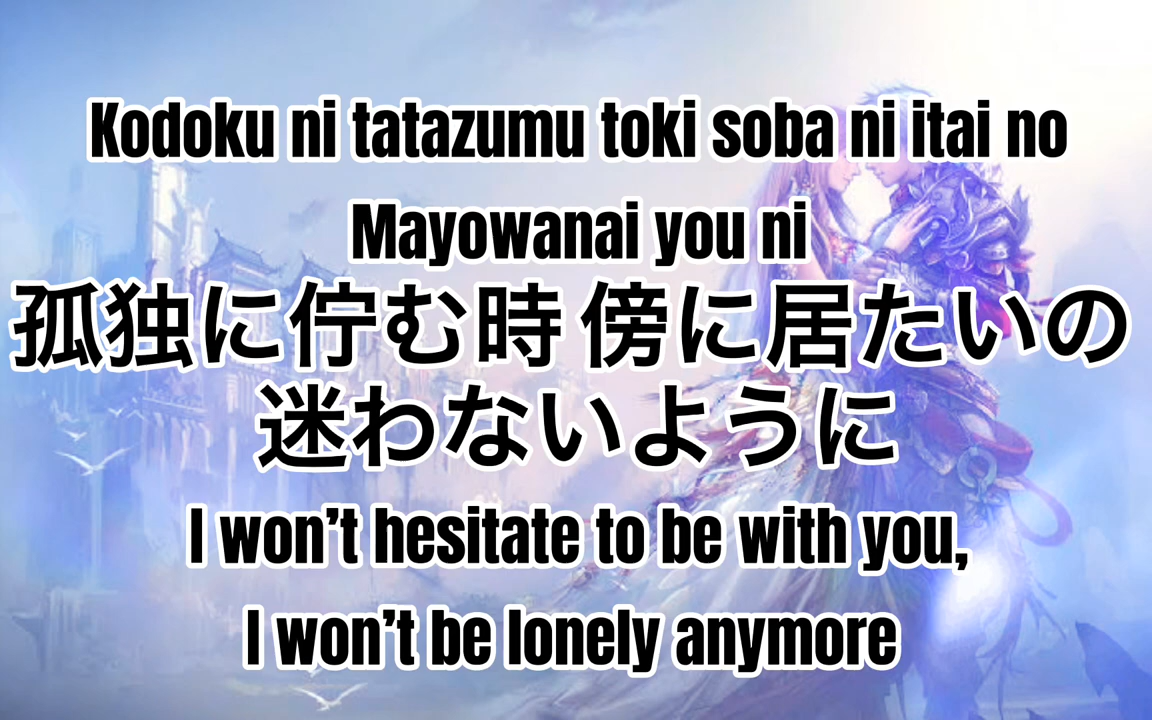 Kodoku ni tatazumu toki soba ni itai no
Mayowanai you ni
孤独に佇む時 傍に居たいの
迷わないように
I won’t hesitate to be with you,
I won’t be lonely anymore